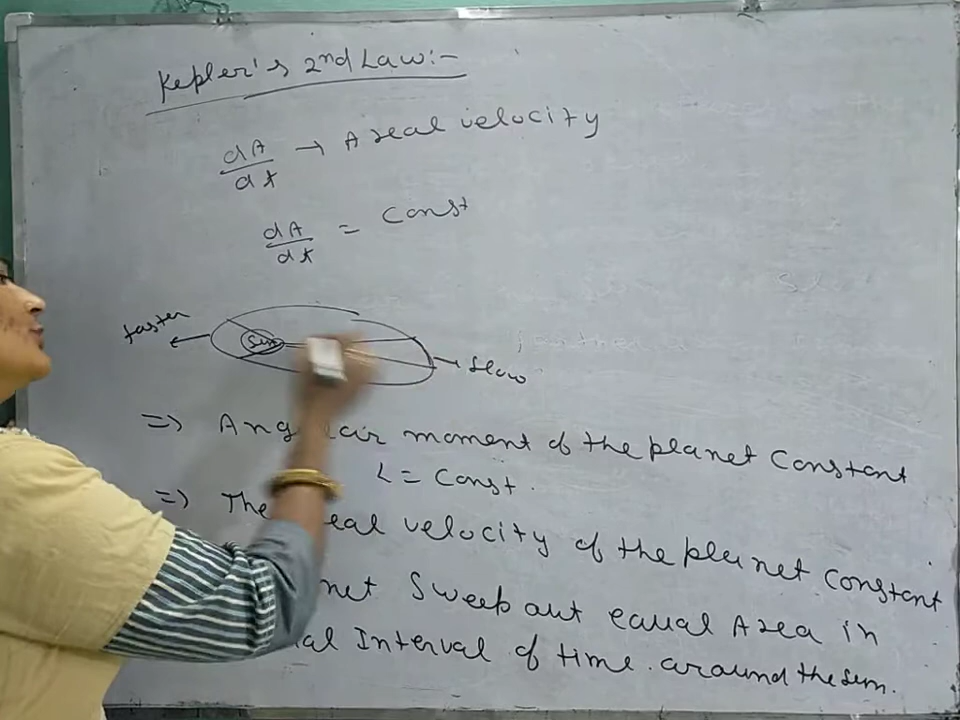 Kepler's 2nd Law:-
dA/dt → Areal velocity
dA/dt = Const
faster
Sun
slow
=> Angular moment of the planet Constant
L = Const.
=> The real velocity of the planet Constant
net Sweep out equal Area in
al Interval of time. around the sun.